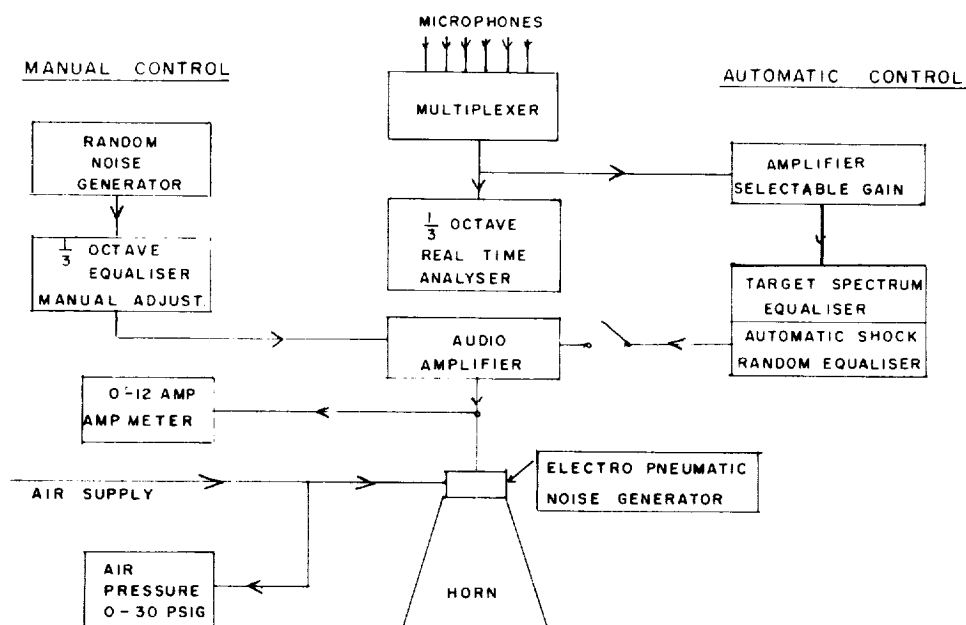 MICROPHONES
MANUAL CONTROL
AUTOMATIC CONTROL
MULTIPLEXER
RANDOM
NOISE
GENERATOR
AMPLIFIER
SELECTABLE GAIN
1/3 OCTAVE
EQUALISER
MANUAL ADJUST.
1/3 OCTAVE
REAL TIME
ANALYSER
TARGET SPECTRUM
EQUALISER
AUTOMATIC SHOCK
RANDOM EQUALISER
AUDIO
AMPLIFIER
0-12 AMP
AMP METER
ELECTRO PNEUMATIC
NOISE GENERATOR
AIR SUPPLY
AIR
PRESSURE
0-30 PSIG
HORN